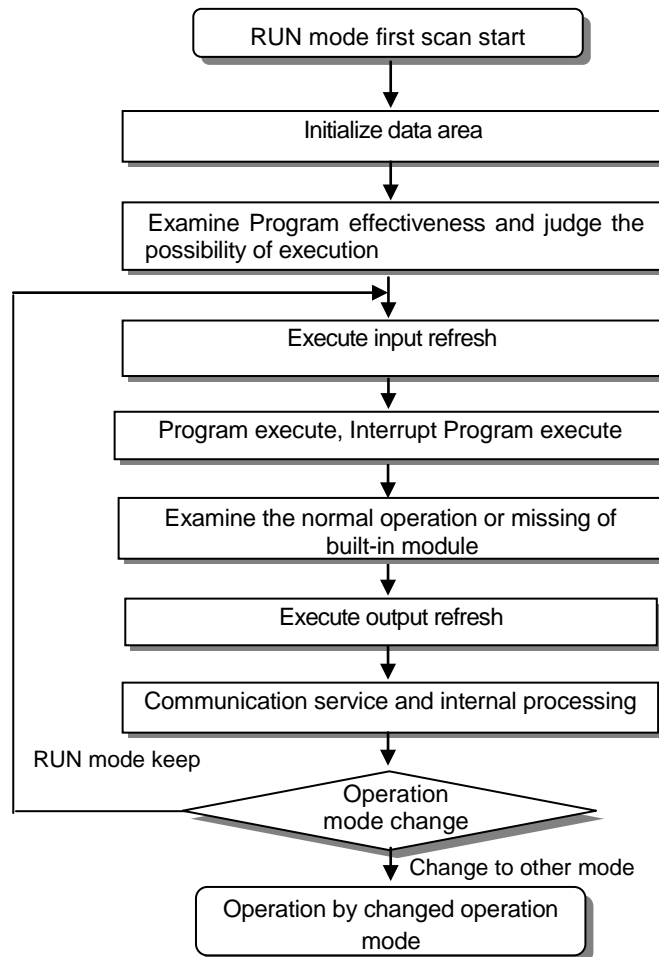 RUN mode first scan start
Initialize data area
Examine Program effectiveness and judge the
possibility of execution
Execute input refresh
Program execute, Interrupt Program execute
Examine the normal operation or missing of
built-in module
Execute output refresh
Communication service and internal processing
RUN mode keep
Operation
mode change
Change to other mode
Operation by changed operation
mode